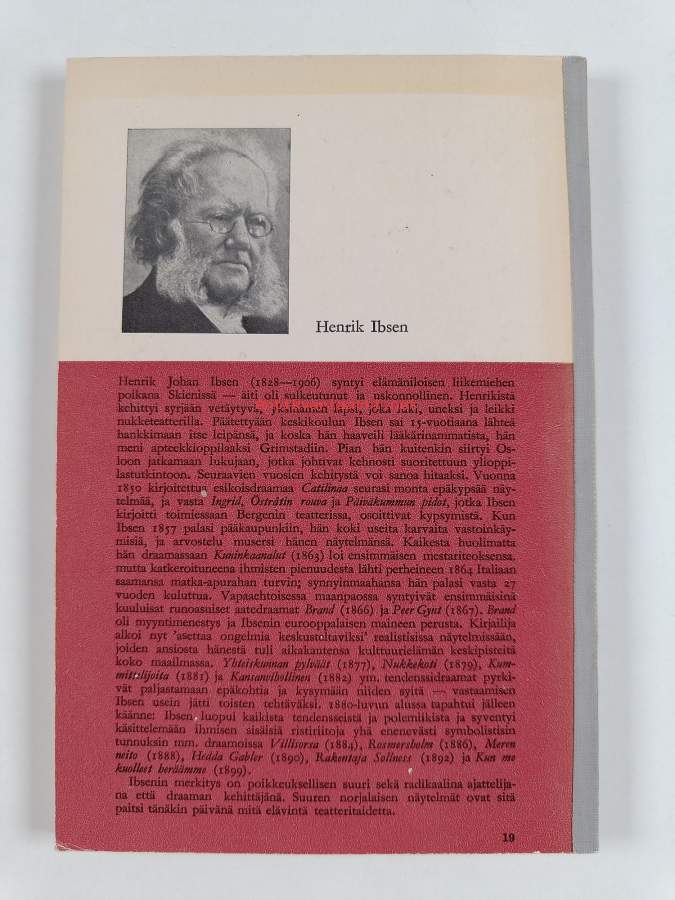 Henrik Ibsen
Henrik Johan Ibsen (1828—1906) syntyi elämäniloisen liikemiehen
poikana Skienissä — äiti oli sulkeutunut ja uskonnollinen. Henrikistä
kehittyi syrjään vetäytyvä, yksinäinen lapsi, joka luki, uneksi ja leikki
nukketeatterilla. Päätettyään keskikoulun Ibsen sai 15-vuotiaana lähteä
hankkimaan itse leipänsä, ja koska hän haaveili lääkärinammatista, hän
meni apteekkioppilaaksi Grimstadiin. Pian hän kuitenkin siirtyi Os-
loon jatkamaan lukujaan, jotka johtivat kehnosti suoritettuun ylioppi-
lastutkintoon. Seuraavien vuosien kehitystä voi sanoa hitaaksi. Vuonna
1850 kirjoitettua esikoisdraamaa Catilinaa seurasi monta epäkypsää näy-
telmää, ja vasta Ingrid, Östråtin rouva ja Päiväkummun pidot, jotka Ibsen
kirjoitti toimiessaan Bergenin teatterissa, osoittivat kypsymistä. Kun
Ibsen 1857 palasi pääkaupunkiin, hän koki useita karvaita vastoinkäy-
misiä, ja arvostelu musersi hänen näytelmänsä. Kaikesta huolimatta
hän draamassaan Kuninkaanalut (1863) loi ensimmäisen mestariteoksensa.
mutta katkeroituneena ihmisten pienuudesta lähti perheineen 1864 Italiaan
saamansa matka-apurahan turvin; synnyinmaahansa hän palasi vasta 27
vuoden kuluttua. Vapaaehtoisessa maanpaossa syntyivät ensimmäisinä
kuuluisat runoasuiset aatedraamat Brand (1866) ja Peer Gynt (1867). Brand
oli myyntimenestys ja Ibsenin eurooppalaisen maineen perusta. Kirjailija
alkoi nyt 'asettaa ongelmia keskustoltaviksi' realistisissa näytelmissään,
joiden ansiosta hänestä tuli aikakautensa kulttuurielämän keskipisteitä
koko maailmassa. Yhteiskunnan pylväät (1877), Nukkekoti (1879), Kum-
mittelijoita (1881) ja Kansanvihollinen (1882) ym. tendenssidraamat pyrki-
vät paljastamaan epäkohtia ja kysymään niiden syitä — vastaamisen
Ibsen usein jätti toisten tehtäväksi. 1880-luvun alussa tapahtui jälleen
käänne: Ibsen luopui kaikista tendensseistä ja polemiikista ja syventyi
käsittelemään ihmisen sisäisiä ristiriitoja yhä enenevästi symbolistisin
tunnuksin mm. draamoissa Villisorsa (1884), Rosmersholm (1886), Meren
neito (1888), Hedda Gabler (1890), Rakentaja Solness (1892) ja Kun me
kuolleet heräämme (1899).
Ibsenin merkitys on poikkeuksellisen suuri sekä radikaalina ajattelija-
na että draaman kehittäjänä. Suuren norjalaisen näytelmät ovat sitä
paitsi tänäkin päivänä mitä elävintä teatteritaidetta.
19